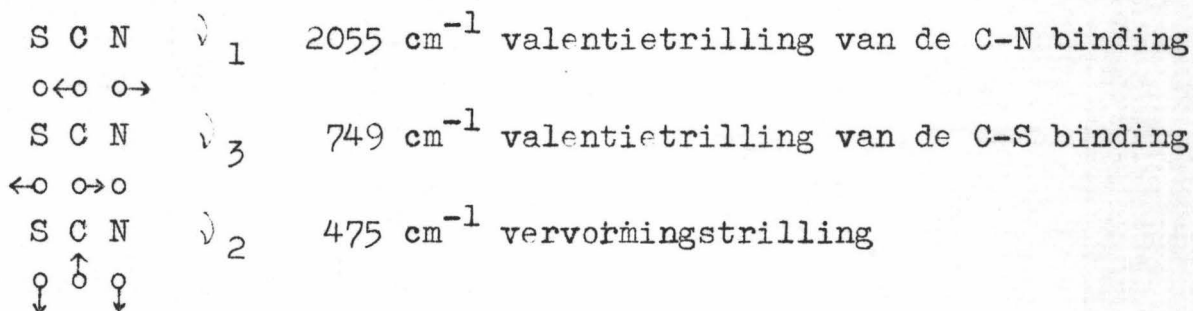 S C N ν₁ 2055 cm⁻¹ valentietrilling van de C-N binding
o←o o→
S C N ν₃ 749 cm⁻¹ valentietrilling van de C-S binding
←o o→o
S C N ν₂ 475 cm⁻¹ vervormingstrilling